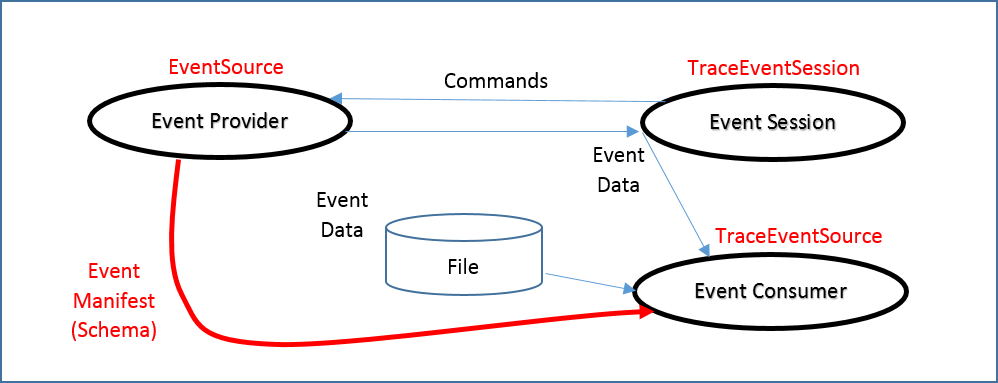 EventSource
TraceEventSession
Commands
Event Provider
Event Session
Event
Data
Event
Data
TraceEventSource
File
Event
Manifest
(Schema)
Event Consumer